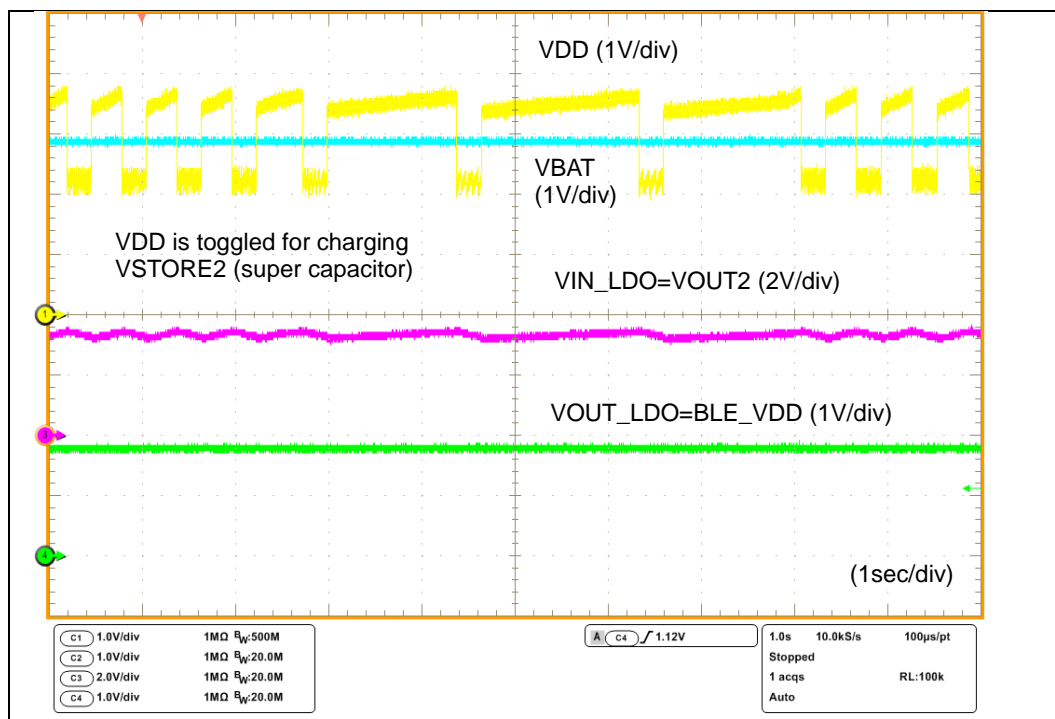 VDD (1V/div)
VBAT
(1V/div)
VDD is toggled for charging
VSTORE2 (super capacitor)
VIN_LDO=VOUT2 (2V/div)
1
VOUT_LDO=BLE_VDD (1V/div)
3
4
(1sec/div)
C1 1.0V/div 1MΩ BW:500M
C2 1.0V/div 1MΩ BW:20.0M
C3 2.0V/div 1MΩ BW:20.0M
C4 1.0V/div 1MΩ BW:20.0M
A C4 1.12V
1.0s 10.0kS/s 100µs/pt
Stopped
1 acqs RL:100k
Auto